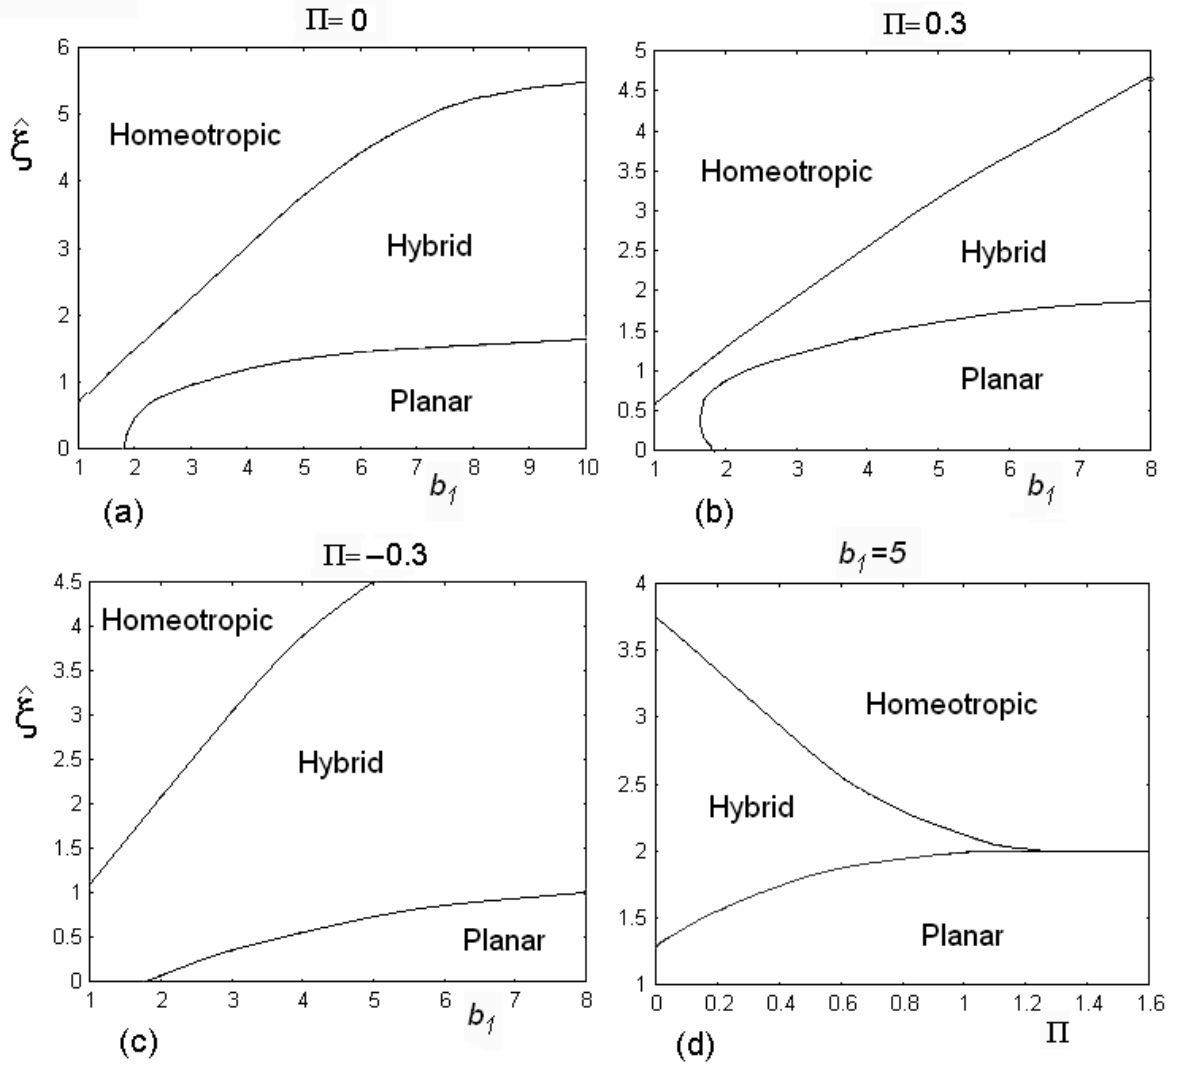 Π= 0
6
5
4
3
2
1
0
ξ̂
Homeotropic
Hybrid
Planar
1 2 3 4 5 6 7 8 9 10
b₁
(a)
Π= 0.3
5
4.5
4
3.5
3
2.5
2
1.5
1
0.5
0
Homeotropic
Hybrid
Planar
1 2 3 4 5 6 7 8
b₁
(b)
Π= −0.3
4.5
4
3.5
3
2.5
2
1.5
1
0.5
0
ξ̂
Homeotropic
Hybrid
Planar
1 2 3 4 5 6 7 8
b₁
(c)
b₁=5
4
3.5
3
2.5
2
1.5
1
Homeotropic
Hybrid
Planar
0 0.2 0.4 0.6 0.8 1 1.2 1.4 1.6
Π
(d)